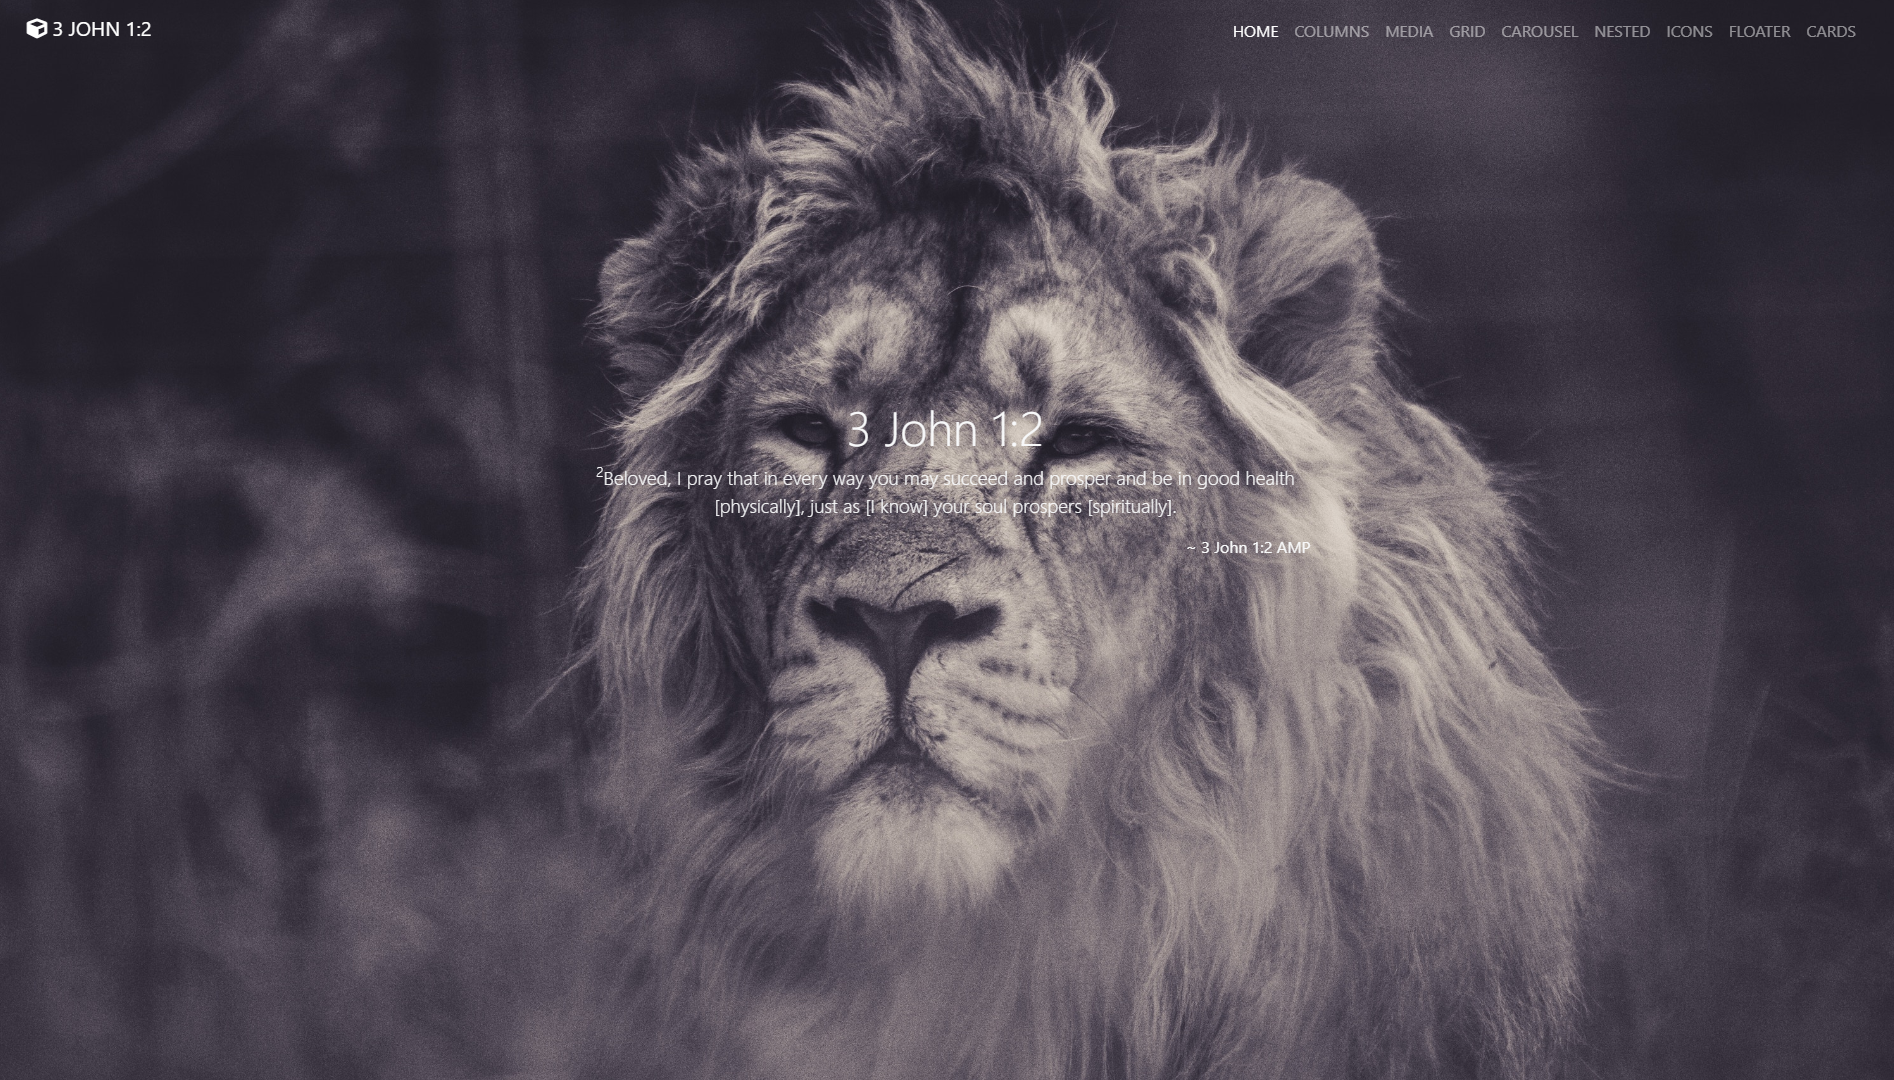 3 JOHN 1:2
HOME COLUMNS MEDIA GRID CAROUSEL NESTED ICONS FLOATER CARDS
3 John 1:2
²Beloved, I pray that in every way you may succeed and prosper and be in good health
[physically], just as [I know] your soul prospers [spiritually].
~ 3 John 1:2 AMP